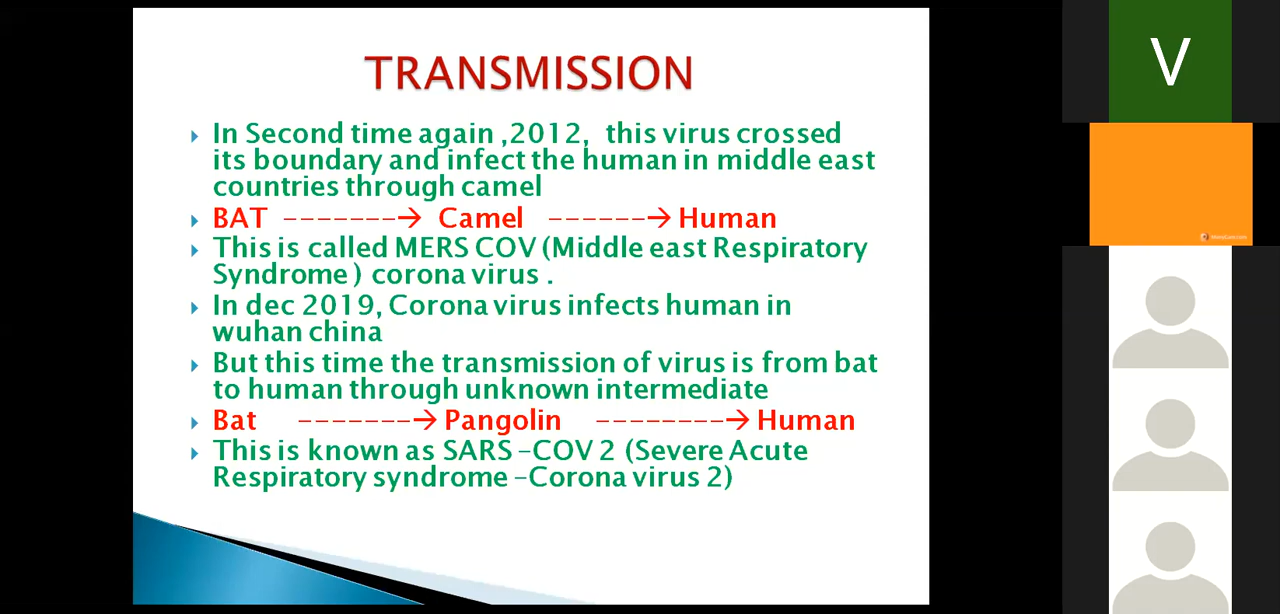 TRANSMISSION
In Second time again ,2012, this virus crossed
its boundary and infect the human in middle east
countries through camel
BAT -------→ Camel ------→ Human
This is called MERS COV (Middle east Respiratory
Syndrome ) corona virus .
In dec 2019, Corona virus infects human in
wuhan china
But this time the transmission of virus is from bat
to human through unknown intermediate
Bat -------→ Pangolin --------→ Human
This is known as SARS –COV 2 (Severe Acute
Respiratory syndrome –Corona virus 2)
V